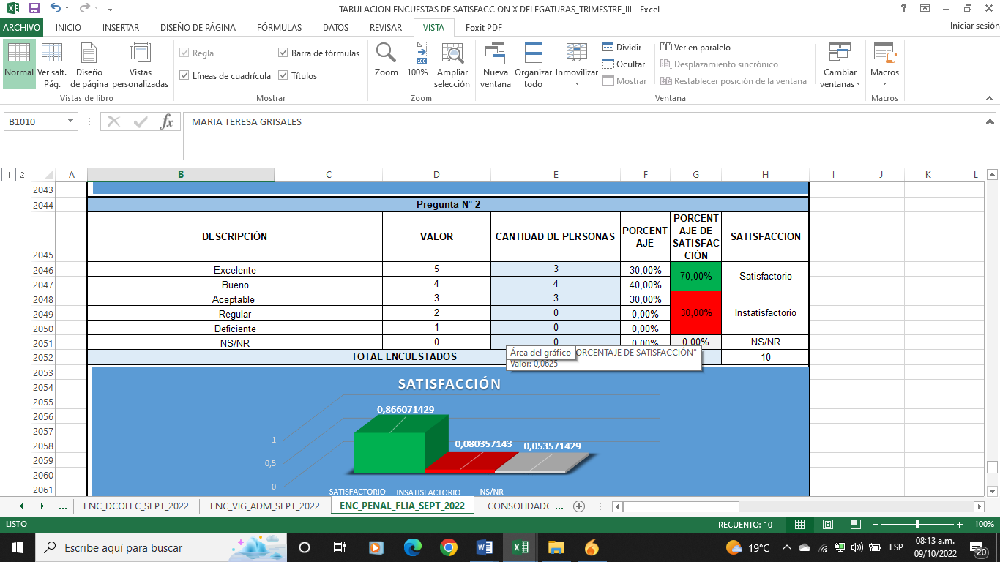 TABULACION ENCUESTAS DE SATISFACCION X DELEGATURAS_TRIMESTRE_III - Excel
ARCHIVO INICIO INSERTAR DISEÑO DE PÁGINA FÓRMULAS DATOS REVISAR VISTA Foxit PDF Iniciar sesión
Normal
Ver salt. Pág.
Diseño de página
Vistas personalizadas
Vistas de libro
Regla
Barra de fórmulas
Líneas de cuadrícula
Títulos
Mostrar
Zoom
100%
Ampliar selección
Zoom
Nueva ventana
Organizar todo
Inmovilizar
Dividir
Ocultar
Mostrar
Ver en paralelo
Desplazamiento sincrónico
Restablecer posición de la ventana
Ventana
Cambiar ventanas
Macros
Macros
B1010 fx MARIA TERESA GRISALES
1 2 A B C D E F G H I J K L
2043
2044 Pregunta N° 2
2045 DESCRIPCIÓN VALOR CANTIDAD DE PERSONAS PORCENTAJE PORCENTAJE DE SATISFACCIÓN SATISFACCION
2046 Excelente 5 3 30,00% 70,00% Satisfactorio
2047 Bueno 4 4 40,00%
2048 Aceptable 3 3 30,00%
2049 Regular 2 0 0,00% 30,00% Instatisfactorio
2050 Deficiente 1 0 0,00%
2051 NS/NR 0 0 0,00% 0,00% NS/NR
2052 TOTAL ENCUESTADOS 10
Área del gráfico ORCENTAJE DE SATISFACCIÓN"
Valor: 0,0625
2053
2054 SATISFACCIÓN
2055
2056 0,866071429
2057
2058 1 0,080357143 0,053571429
2059 0,5
2060
2061 0
SATISFACTORIO INSATISFACTORIO NS/NR
... ENC_DCOLEC_SEPT_2022 ENC_VIG_ADM_SEPT_2022 ENC_PENAL_FLIA_SEPT_2022 CONSOLIDADO ...
LISTO RECUENTO: 10 100%
Escribe aquí para buscar
19°C ESP
08:13 a.m.
09/10/2022
20